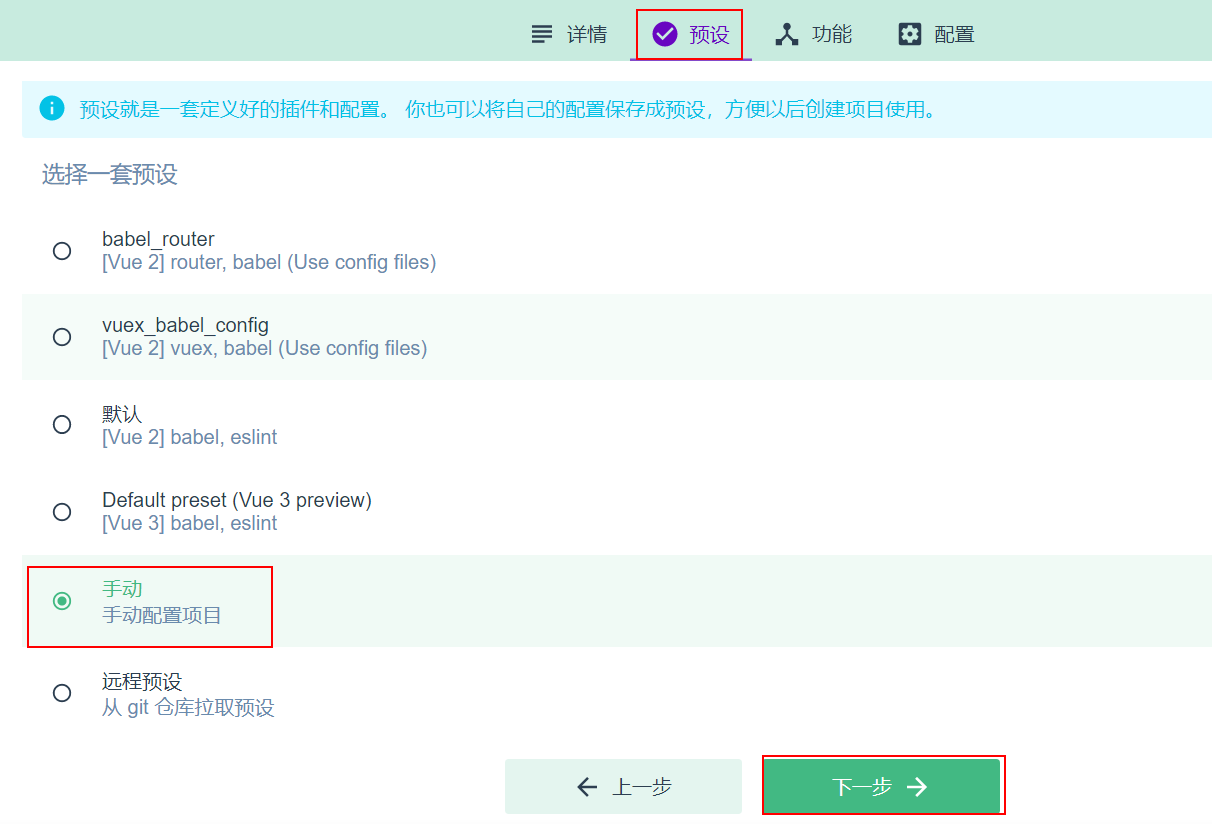 详情 预设 功能 配置
预设就是一套定义好的插件和配置。 你也可以将自己的配置保存成预设，方便以后创建项目使用。
选择一套预设
babel_router
[Vue 2] router, babel (Use config files)
vuex_babel_config
[Vue 2] vuex, babel (Use config files)
默认
[Vue 2] babel, eslint
Default preset (Vue 3 preview)
[Vue 3] babel, eslint
手动
手动配置项目
远程预设
从 git 仓库拉取预设
上一步 下一步